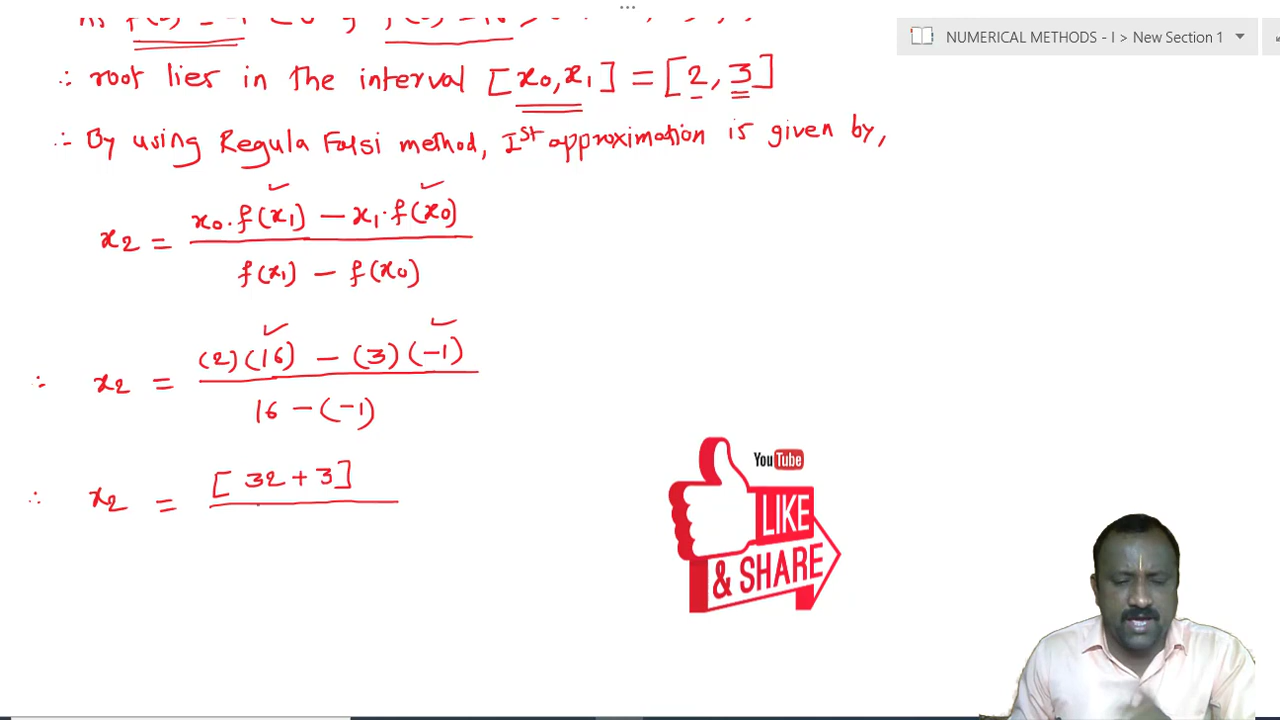 NUMERICAL METHODS - I > New Section 1
∴ root lies in the interval [x₀,x₁] = [2, 3]
∴ By using Regula Falsi method, Iˢᵗ approximation is given by,
x₂ = (x₀·f(x₁) − x₁·f(x₀)) / (f(x₁) − f(x₀))
∴ x₂ = ((2)(16) − (3)(−1)) / (16 − (−1))
∴ x₂ = [32 + 3]
YouTube
LIKE
& SHARE